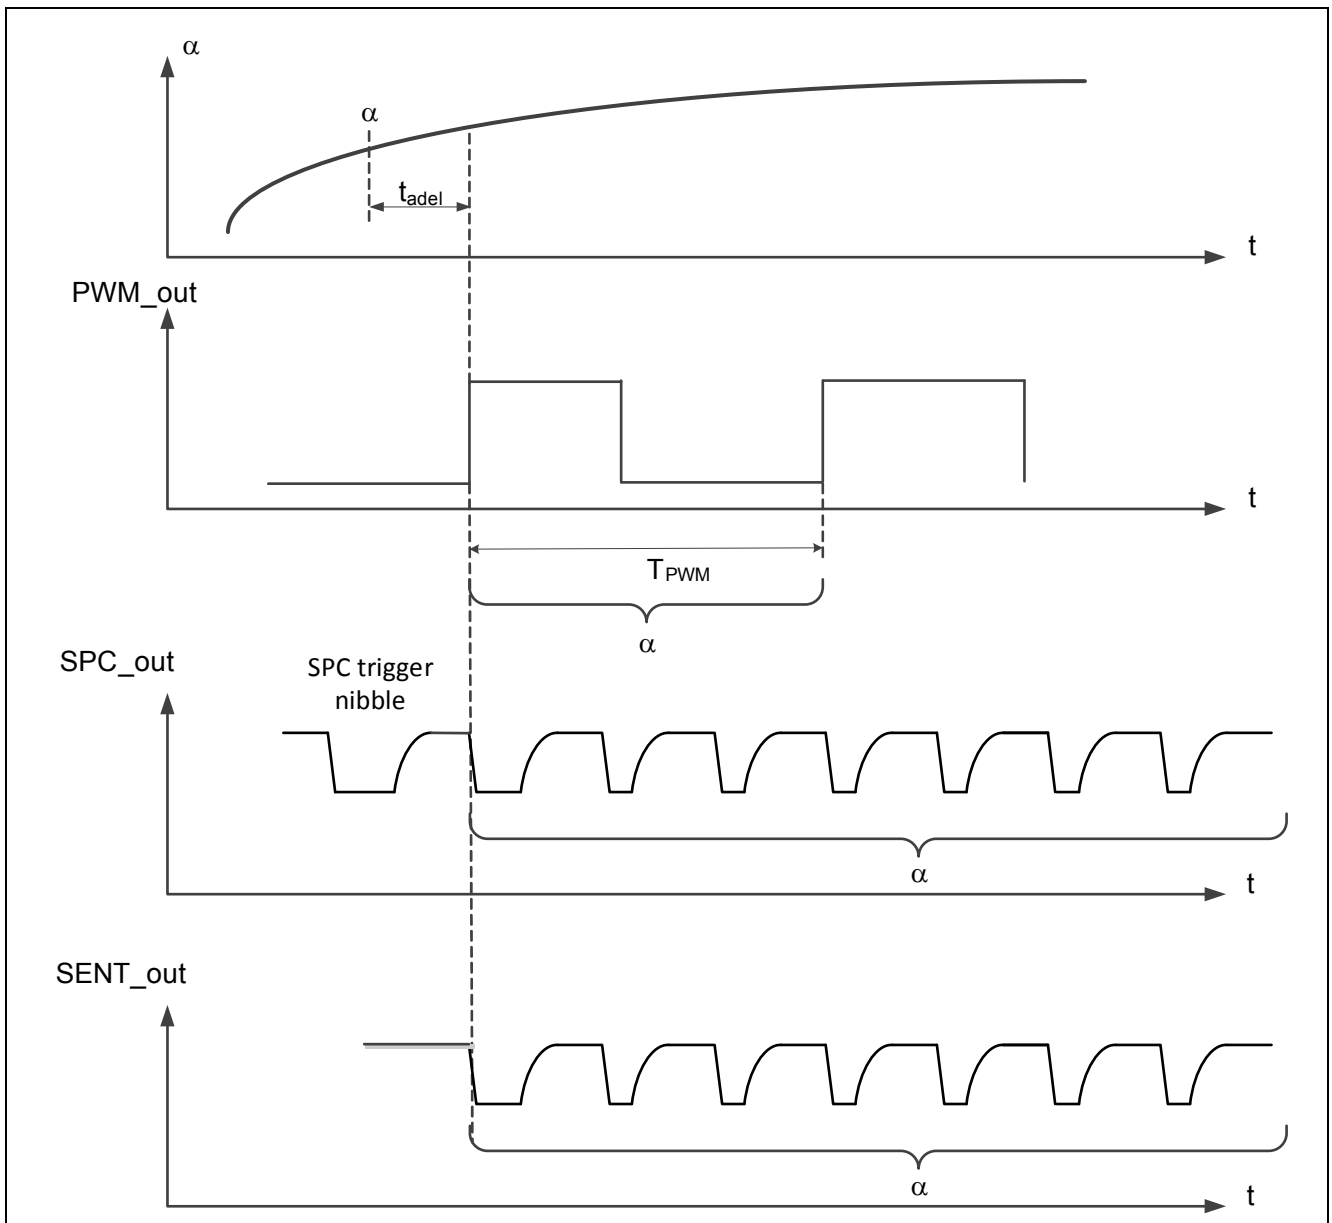 α
α
t_adel
t
PWM_out
t
T_PWM
α
SPC_out
SPC trigger
nibble
α
t
SENT_out
α
t